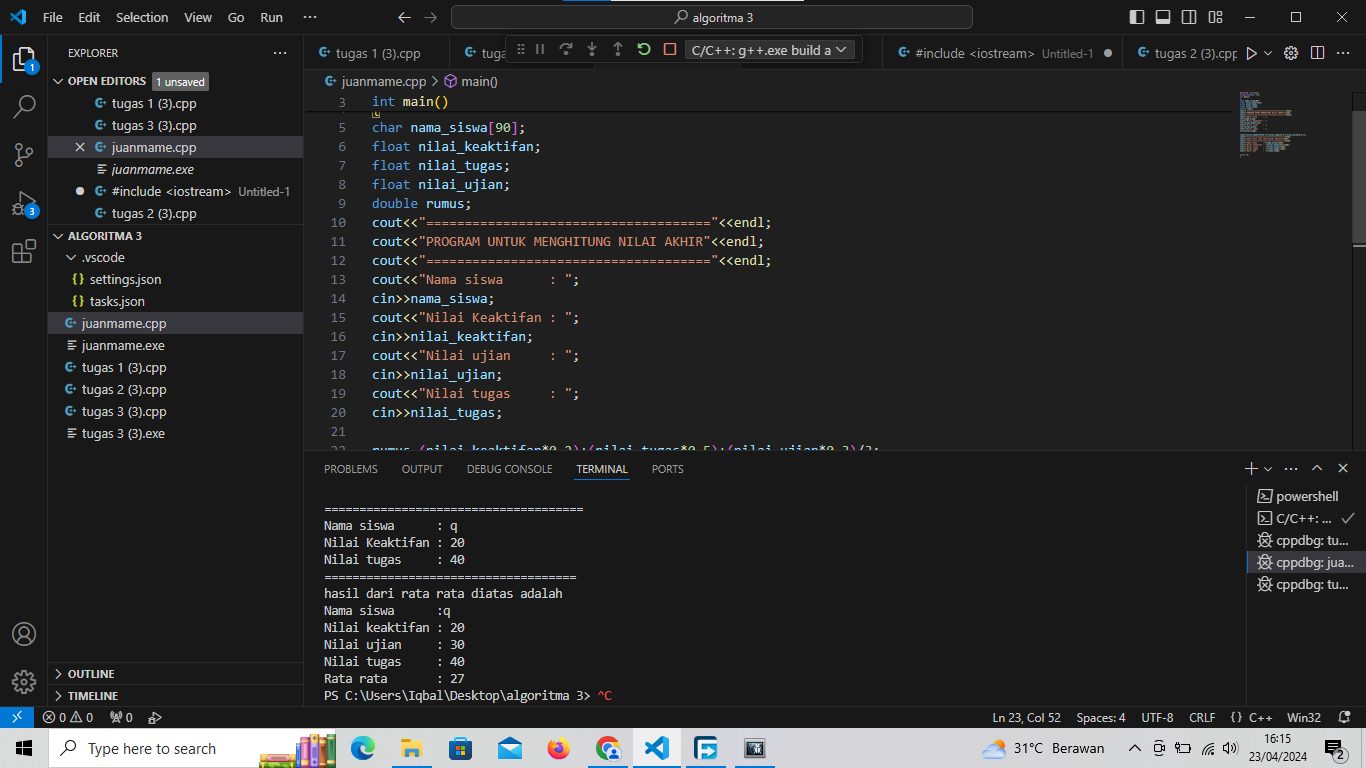 File Edit Selection View Go Run ··· algoritma 3
EXPLORER
OPEN EDITORS 1 unsaved
tugas 1 (3).cpp
tugas 3 (3).cpp
juanmame.cpp
juanmame.exe
#include <iostream> Untitled-1
tugas 2 (3).cpp
ALGORITMA 3
.vscode
settings.json
tasks.json
juanmame.cpp
juanmame.exe
tugas 1 (3).cpp
tugas 2 (3).cpp
tugas 3 (3).cpp
tugas 3 (3).exe
OUTLINE
TIMELINE
tugas 1 (3).cpp
C/C++: g++.exe build a
#include <iostream> Untitled-1
tugas 2 (3).cpp
juanmame.cpp > main()
3 int main()
5 char nama_siswa[90];
6 float nilai_keaktifan;
7 float nilai_tugas;
8 float nilai_ujian;
9 double rumus;
10 cout<<"====================================="<<endl;
11 cout<<"PROGRAM UNTUK MENGHITUNG NILAI AKHIR"<<endl;
12 cout<<"====================================="<<endl;
13 cout<<"Nama siswa      : ";
14 cin>>nama_siswa;
15 cout<<"Nilai Keaktifan : ";
16 cin>>nilai_keaktifan;
17 cout<<"Nilai ujian     : ";
18 cin>>nilai_ujian;
19 cout<<"Nilai tugas     : ";
20 cin>>nilai_tugas;
21
PROBLEMS OUTPUT DEBUG CONSOLE TERMINAL PORTS
=====================================
Nama siswa      : q
Nilai Keaktifan : 20
Nilai tugas     : 40
====================================
hasil dari rata rata diatas adalah
Nama siswa      :q
Nilai keaktifan : 20
Nilai ujian     : 30
Nilai tugas     : 40
Rata rata       : 27
PS C:\Users\Iqbal\Desktop\algoritma 3> ^C
powershell
C/C++: ...
cppdbg: tu...
cppdbg: jua...
cppdbg: tu...
0 0 0 Ln 23, Col 52 Spaces: 4 UTF-8 CRLF {} C++ Win32
Type here to search 31°C Berawan 16:15
23/04/2024 2